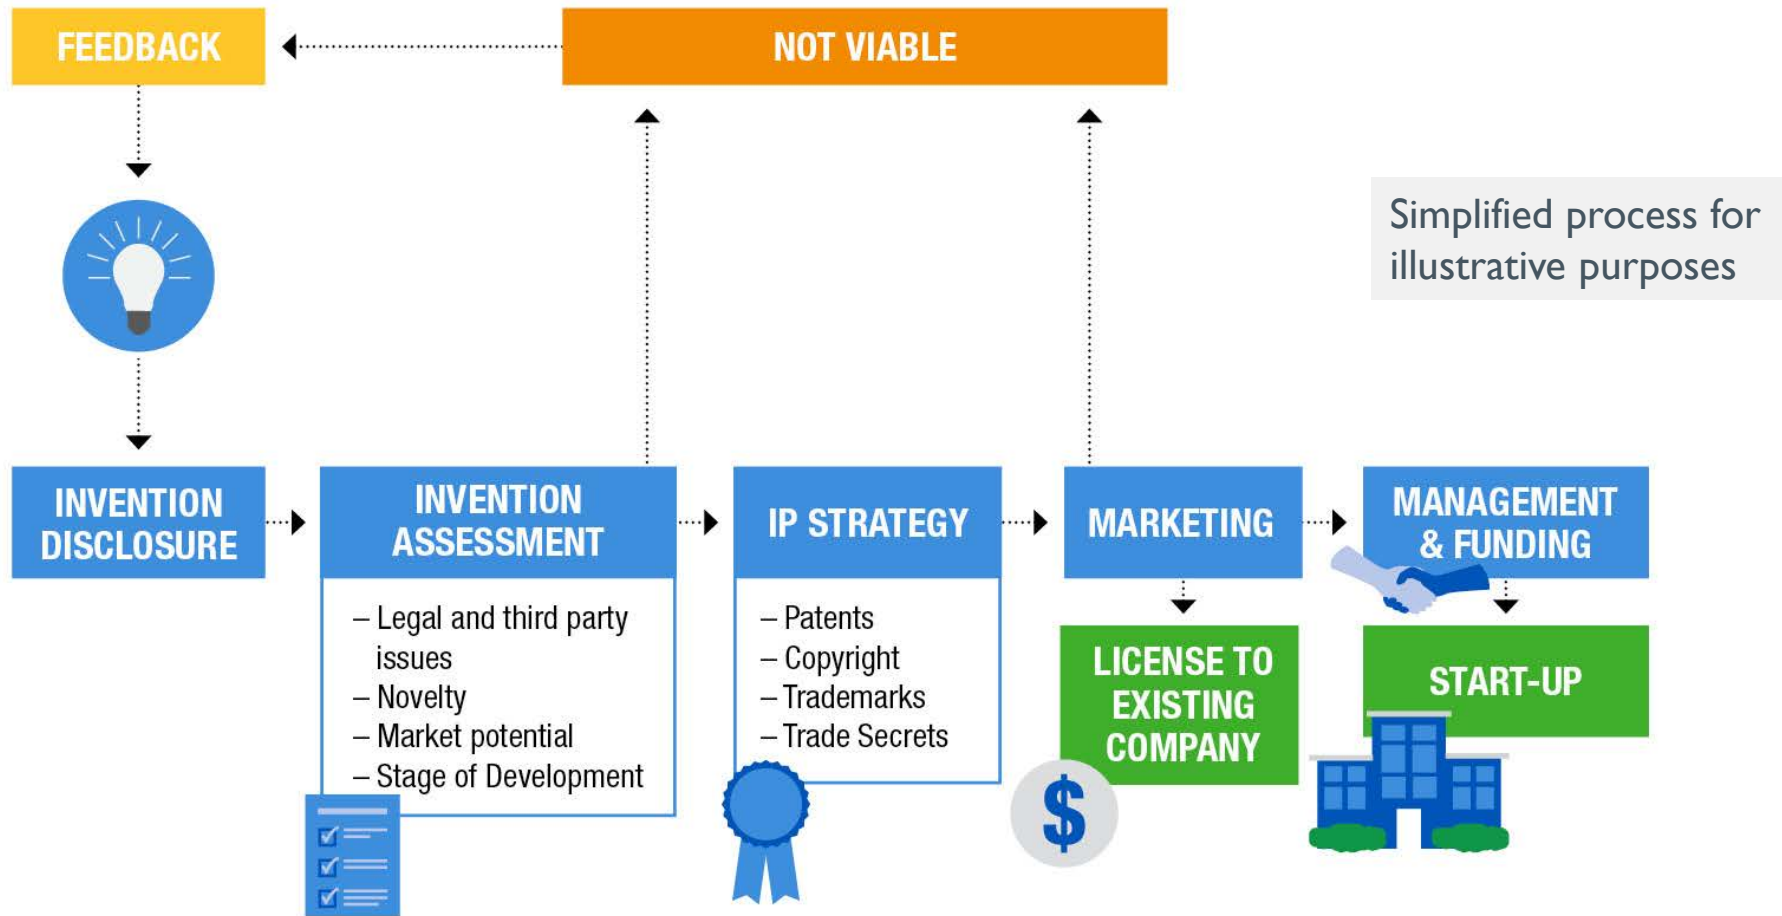 FEEDBACK
NOT VIABLE
Simplified process for
illustrative purposes
INVENTION
DISCLOSURE
INVENTION
ASSESSMENT
– Legal and third party
issues
– Novelty
– Market potential
– Stage of Development
IP STRATEGY
– Patents
– Copyright
– Trademarks
– Trade Secrets
MARKETING
LICENSE TO
EXISTING
COMPANY
$
MANAGEMENT
& FUNDING
START-UP